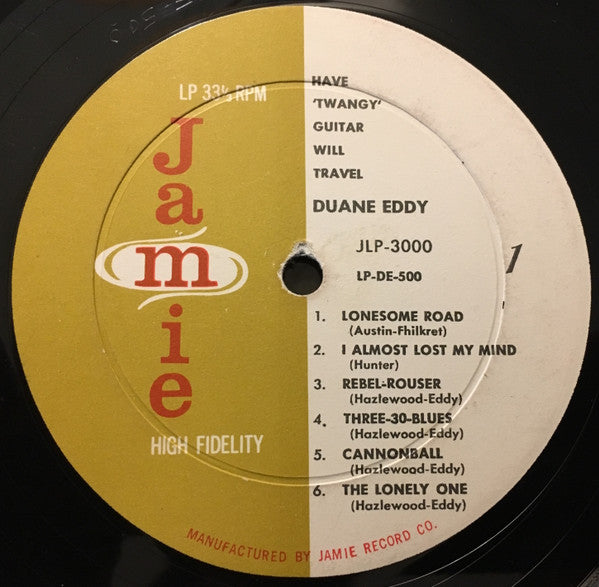 LP 33⅓ RPM
Jamie
HIGH FIDELITY
HAVE
'TWANGY'
GUITAR
WILL
TRAVEL
DUANE EDDY
JLP-3000
LP-DE-500
1
1. LONESOME ROAD
(Austin-Fhilkret)
2. I ALMOST LOST MY MIND
(Hunter)
3. REBEL-ROUSER
(Hazlewood-Eddy)
4. THREE-30-BLUES
(Hazlewood-Eddy)
5. CANNONBALL
(Hazlewood-Eddy)
6. THE LONELY ONE
(Hazlewood-Eddy)
MANUFACTURED BY JAMIE RECORD CO.